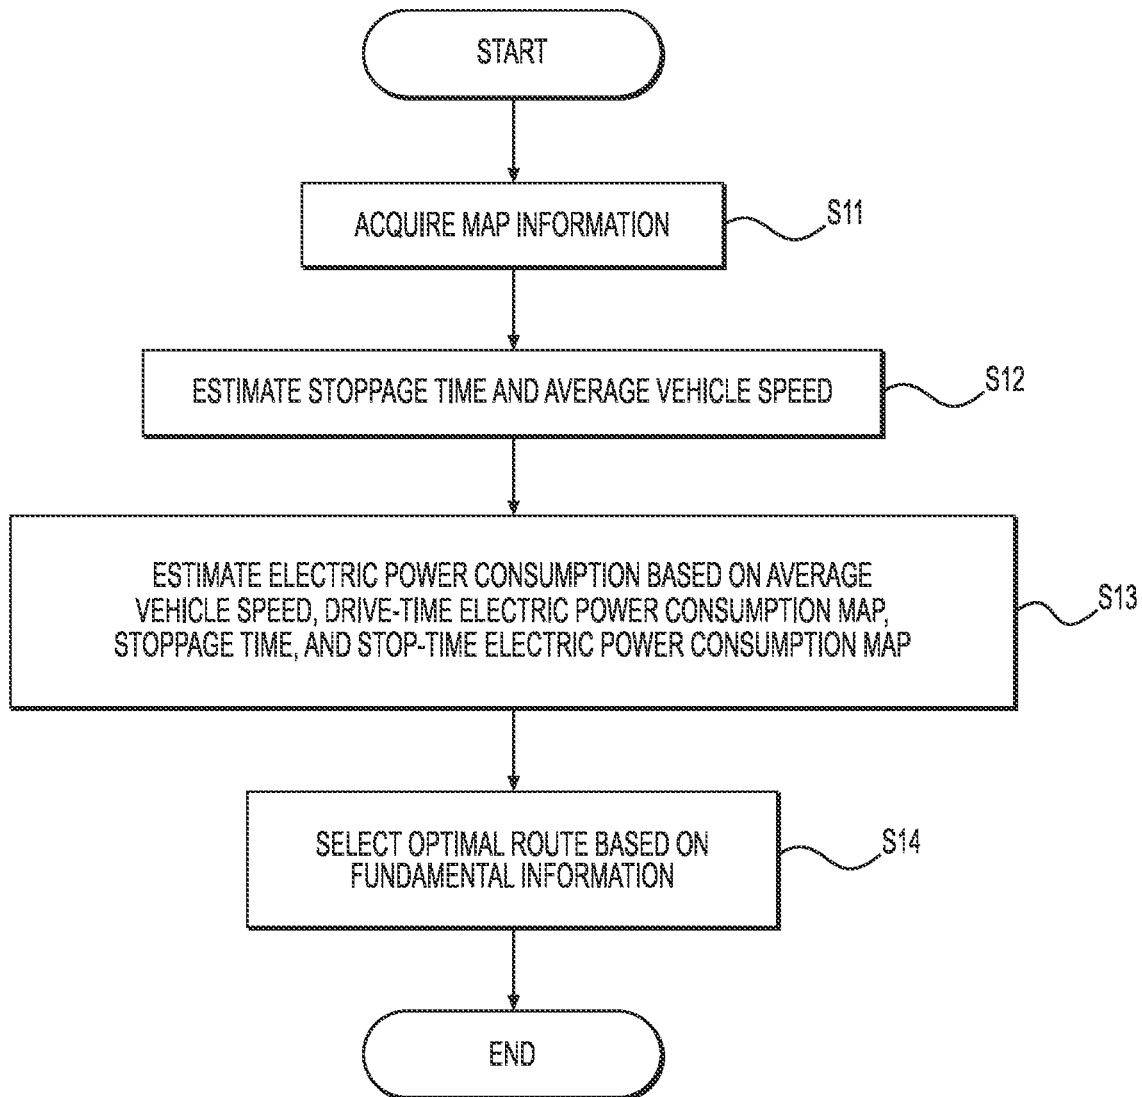 START
ACQUIRE MAP INFORMATION
S11
ESTIMATE STOPPAGE TIME AND AVERAGE VEHICLE SPEED
S12
ESTIMATE ELECTRIC POWER CONSUMPTION BASED ON AVERAGE
VEHICLE SPEED, DRIVE-TIME ELECTRIC POWER CONSUMPTION MAP,
STOPPAGE TIME, AND STOP-TIME ELECTRIC POWER CONSUMPTION MAP
S13
SELECT OPTIMAL ROUTE BASED ON
FUNDAMENTAL INFORMATION
S14
END